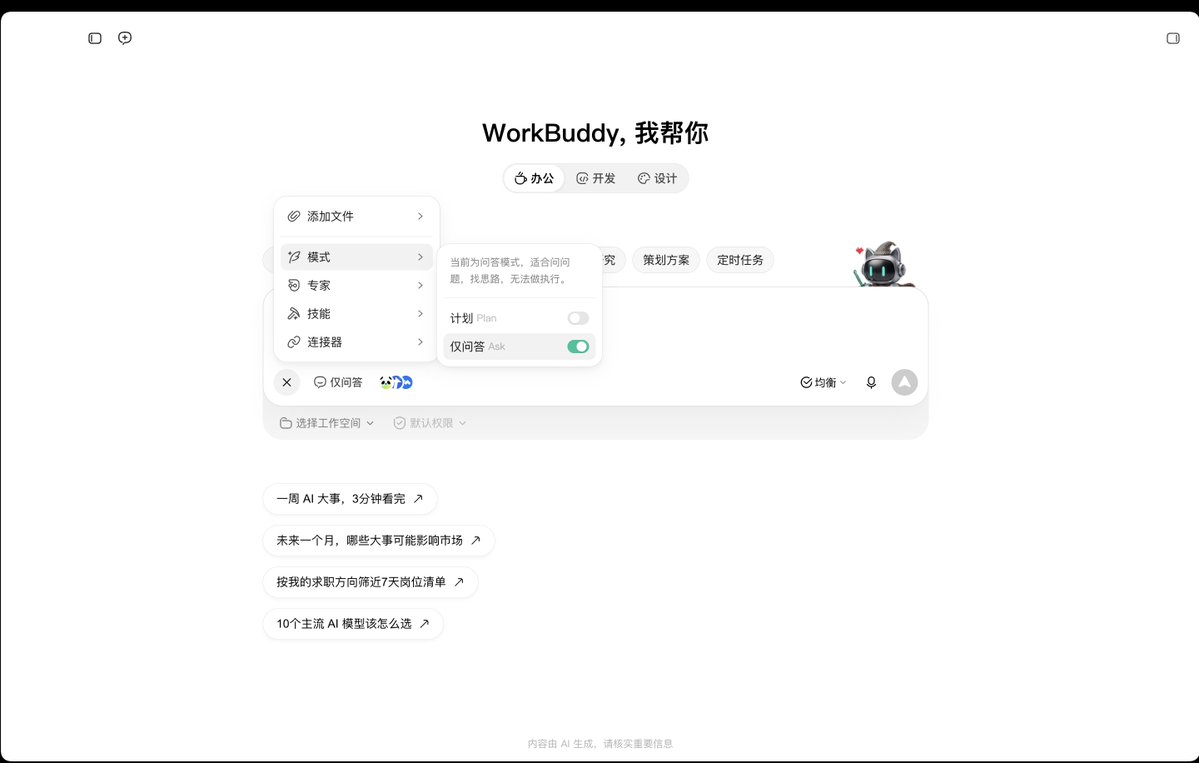 WorkBuddy, 我帮你
办公
开发
设计
添加文件
模式
专家
技能
连接器
当前为问答模式，适合问问
题，找思路，无法做执行。
计划 Plan
仅问答 Ask
究
策划方案
定时任务
仅问答
均衡
选择工作空间
默认权限
一周 AI 大事，3分钟看完
未来一个月，哪些大事可能影响市场
按我的求职方向筛近7天岗位清单
10个主流 AI 模型该怎么选
内容由 AI 生成，请核实重要信息